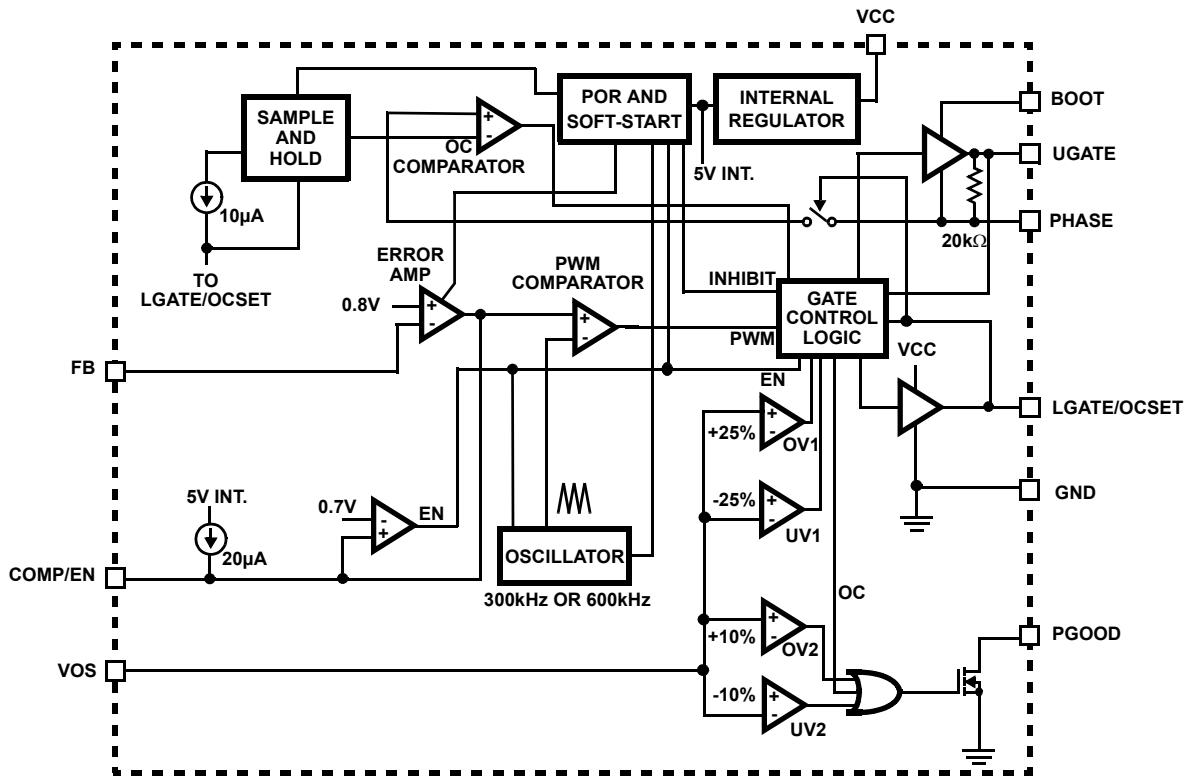 VCC
BOOT
UGATE
PHASE
20kΩ
SAMPLE
AND
HOLD
10µA
TO
LGATE/OCSET
+
-
OC
COMPARATOR
POR AND
SOFT-START
INTERNAL
REGULATOR
5V INT.
ERROR
AMP
0.8V
+
-
PWM
COMPARATOR
+
-
INHIBIT
PWM
GATE
CONTROL
LOGIC
EN
VCC
FB
LGATE/OCSET
GND
+
-
+25%
OV1
-25%
+
-
UV1
5V INT.
20µA
0.7V
-
+
EN
OSCILLATOR
300kHz OR 600kHz
COMP/EN
OC
+
-
+10%
OV2
PGOOD
VOS
-10%
+
-
UV2